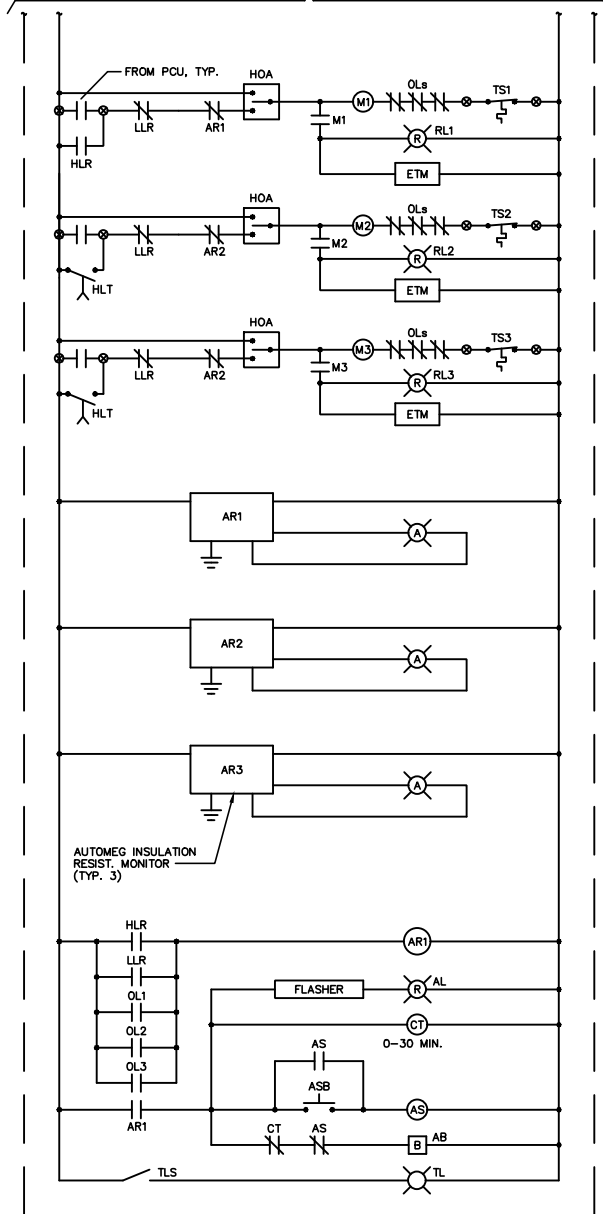 FROM PCU, TYP.
HOA
OLs
TS1
M1
LLR
AR1
M1
HLR
R
RL1
ETM
HOA
OLs
TS2
M2
LLR
AR2
M2
HLT
R
RL2
ETM
HOA
OLs
TS3
M3
LLR
AR2
M3
HLT
R
RL3
ETM
AR1
A
AR2
A
AR3
A
AUTOMEG INSULATION
RESIST. MONITOR
(TYP. 3)
HLR
AR1
LLR
FLASHER
R
AL
OL1
CT
0-30 MIN.
OL2
AS
OL3
ASB
AR1
AS
CT
AS
B
AB
TLS
TL